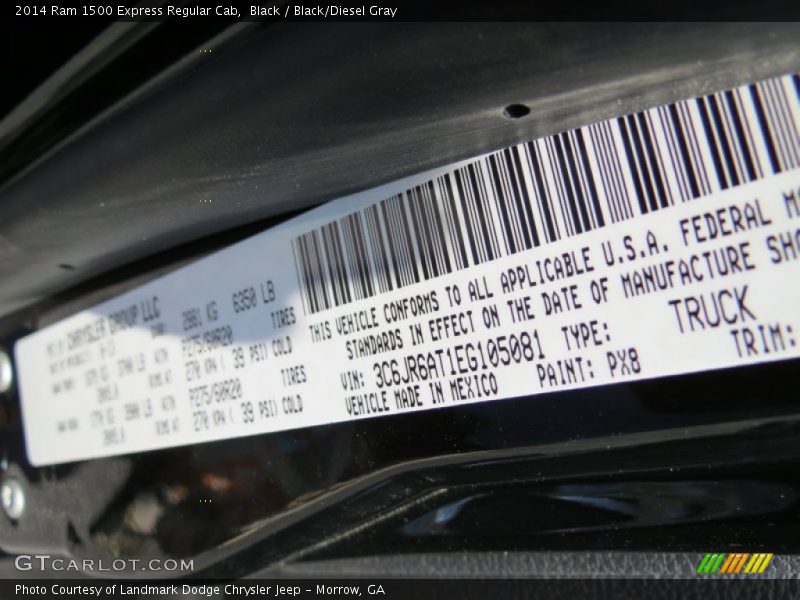 2014 Ram 1500 Express Regular Cab, Black / Black/Diesel Gray
CHRYSLER GROUP LLC
2881 KG 6350 LB
TIRES
P275/60R20
270 KPA ( 39 PSI) COLD
TIRES
P275/60R20
270 KPA ( 39 PSI) COLD
THIS VEHICLE CONFORMS TO ALL APPLICABLE U.S.A. FEDERAL
STANDARDS IN EFFECT ON THE DATE OF MANUFACTURE
VIN: 3C6JR6AT1EG105081 TYPE: TRUCK
VEHICLE MADE IN MEXICO PAINT: PX8 TRIM:
GTCARLOT.COM
Photo Courtesy of Landmark Dodge Chrysler Jeep - Morrow, GA